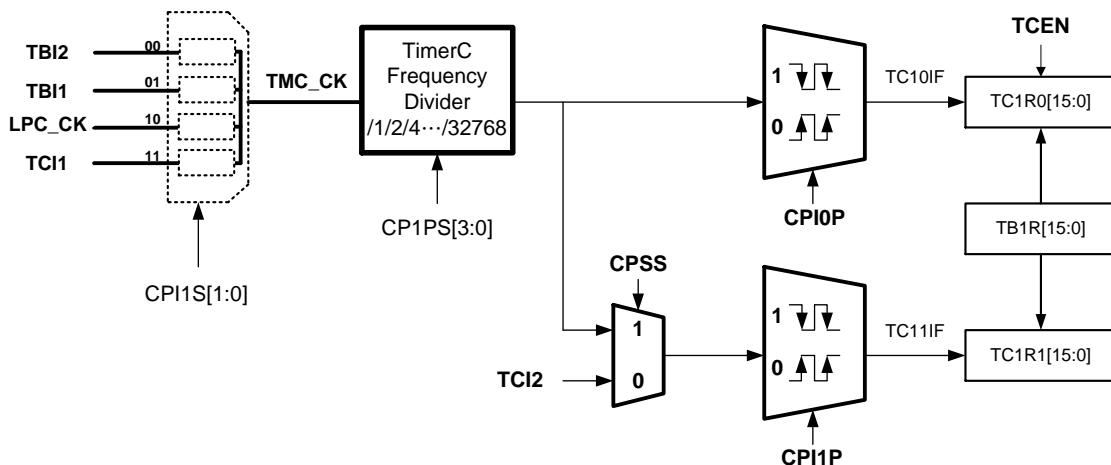 TBI2
00
TBI1
01
LPC_CK
10
TCI1
11
CPI1S[1:0]
TMC_CK
TimerC
Frequency
Divider
/1/2/4···/32768
CP1PS[3:0]
1
0
CPI0P
TC10IF
TCEN
TC1R0[15:0]
TB1R[15:0]
CPSS
1
0
TCI2
1
0
CPI1P
TC11IF
TC1R1[15:0]